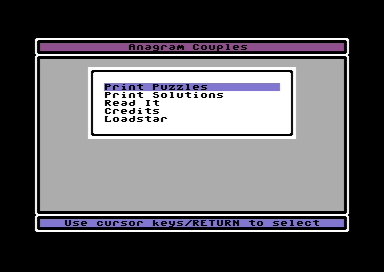 Anagram Couples
Print Puzzles
Print Solutions
Read It
Credits
Loadstar
Use cursor keys/RETURN to select